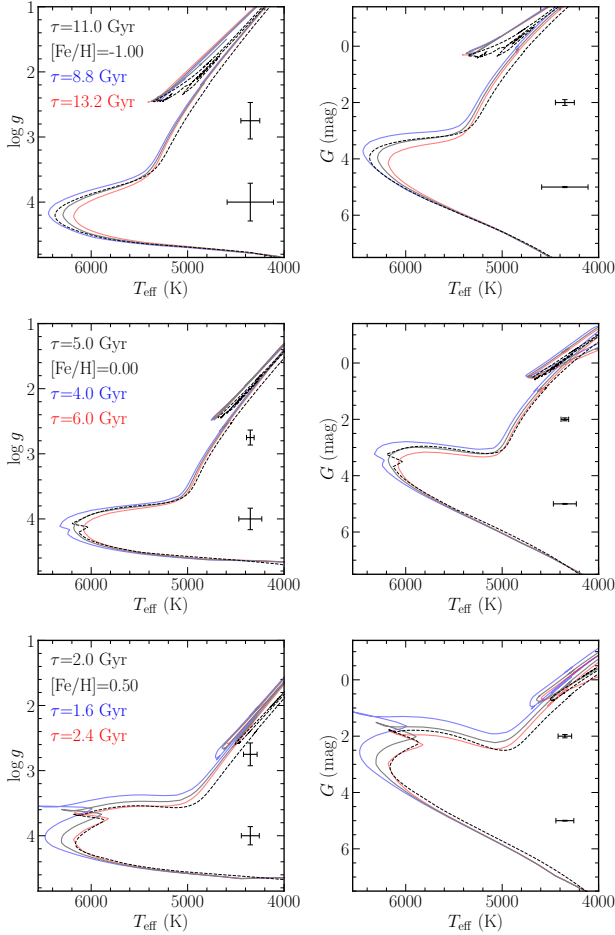 τ=11.0 Gyr
[Fe/H]=-1.00
τ=8.8 Gyr
τ=13.2 Gyr
1
2
3
4
log g
6000 5000 4000
T_eff (K)
0
2
4
6
G (mag)
6000 5000 4000
T_eff (K)
τ=5.0 Gyr
[Fe/H]=0.00
τ=4.0 Gyr
τ=6.0 Gyr
1
2
3
4
log g
6000 5000 4000
T_eff (K)
0
2
4
6
G (mag)
6000 5000 4000
T_eff (K)
τ=2.0 Gyr
[Fe/H]=0.50
τ=1.6 Gyr
τ=2.4 Gyr
1
2
3
4
log g
6000 5000 4000
T_eff (K)
0
2
4
6
G (mag)
6000 5000 4000
T_eff (K)